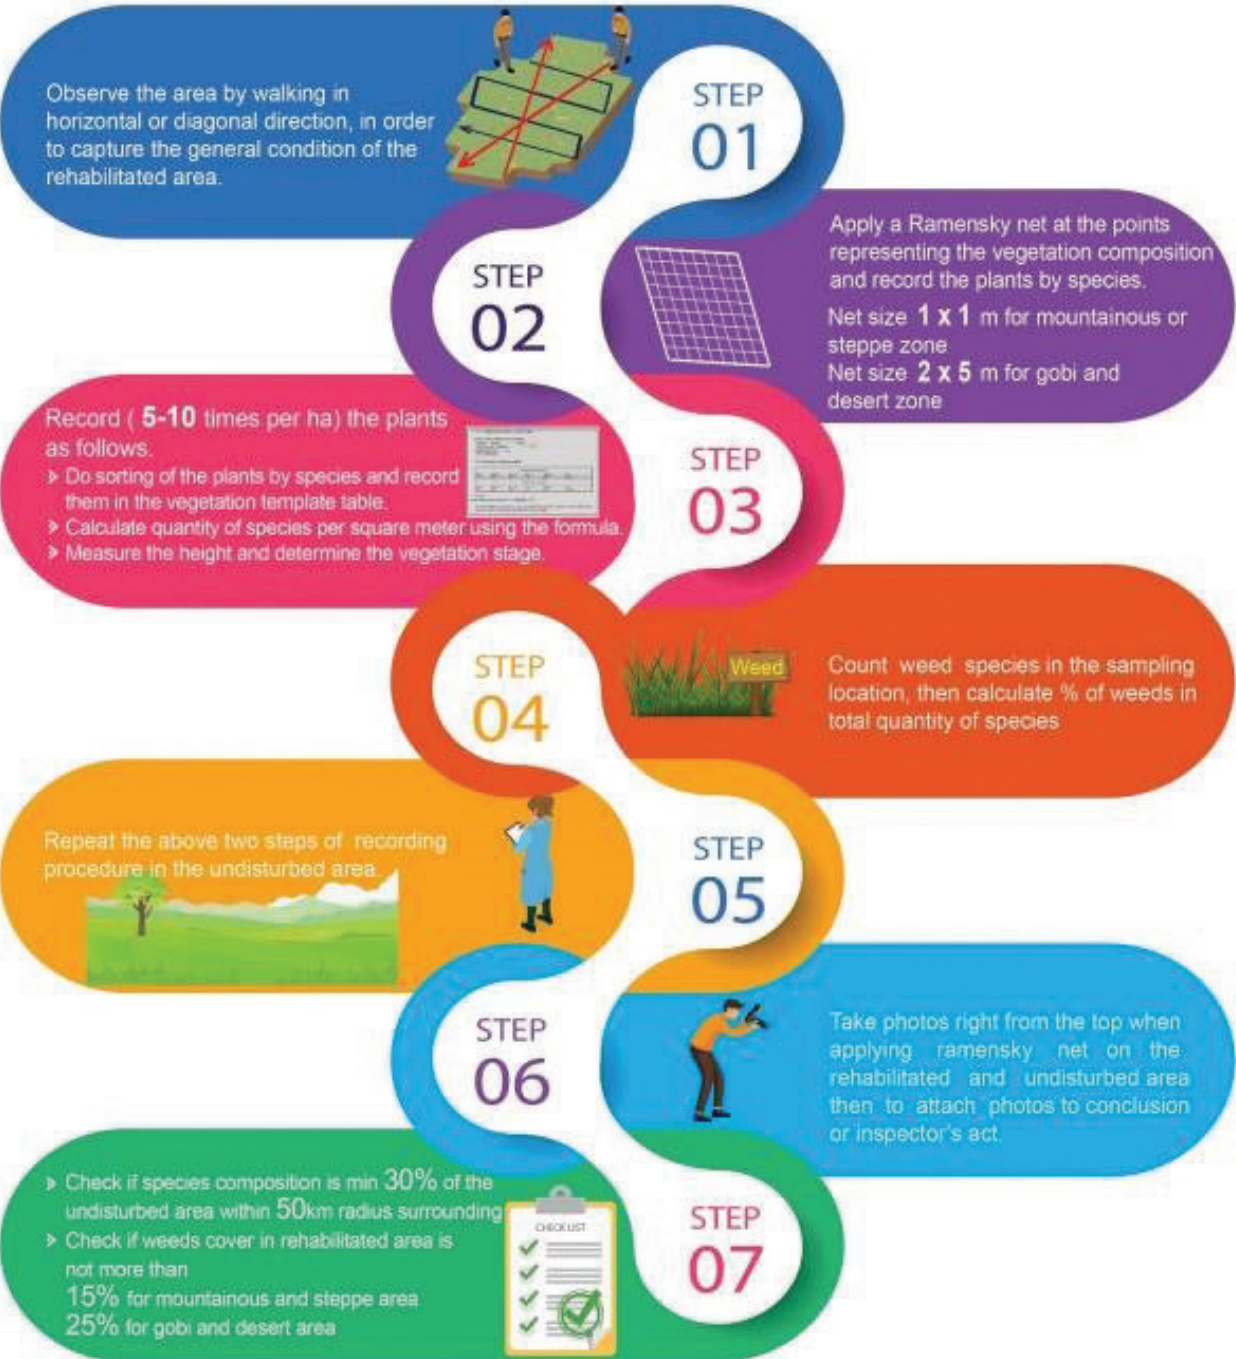 Observe the area by walking in
horizontal or diagonal direction, in order
to capture the general condition of the
rehabilitated area.
STEP
01
STEP
02
Apply a Ramensky net at the points
representing the vegetation composition
and record the plants by species.
Net size 1 x 1 m for mountainous or
steppe zone
Net size 2 x 5 m for gobi and
desert zone
Record ( 5-10 times per ha) the plants
as follows.
Do sorting of the plants by species and record
them in the vegetation template table.
Calculate quantity of species per square meter using the formula.
Measure the height and determine the vegetation stage.
STEP
03
STEP
04
Weed
Count weed species in the sampling
location, then calculate % of weeds in
total quantity of species
Repeat the above two steps of recording
procedure in the undisturbed area.
STEP
05
STEP
06
Take photos right from the top when
applying ramensky net on the
rehabilitated and undisturbed area
then to attach photos to conclusion
or inspector's act.
Check if species composition is min 30% of the
undisturbed area within 50km radius surrounding
Check if weeds cover in rehabilitated area is
not more than
15% for mountainous and steppe area
25% for gobi and desert area
CHECKLIST
STEP
07